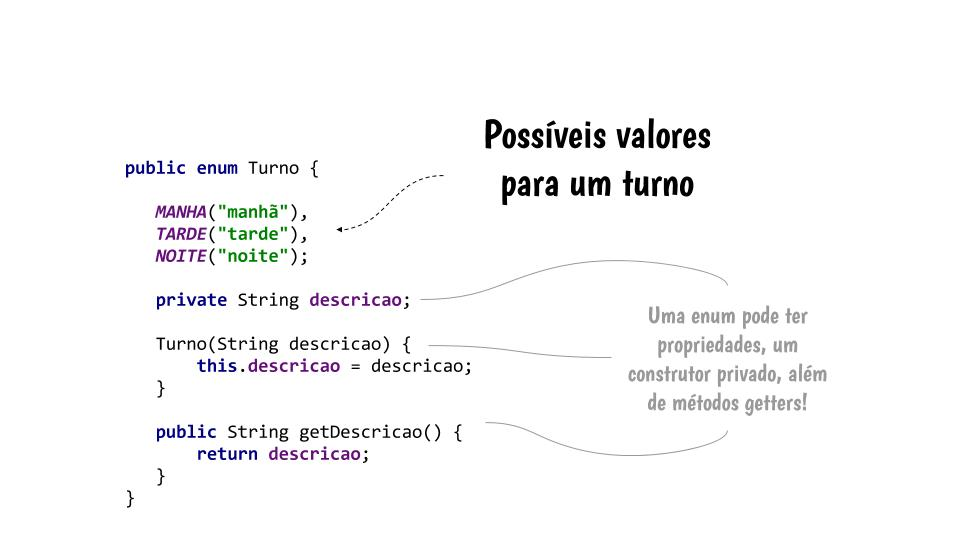 Possíveis valores
para um turno
public enum Turno {
MANHA("manhã"),
TARDE("tarde"),
NOITE("noite");
private String descricao;
Turno(String descricao) {
this.descricao = descricao;
}
public String getDescricao() {
return descricao;
}
}
Uma enum pode ter
propriedades, um
construtor privado, além
de métodos getters!